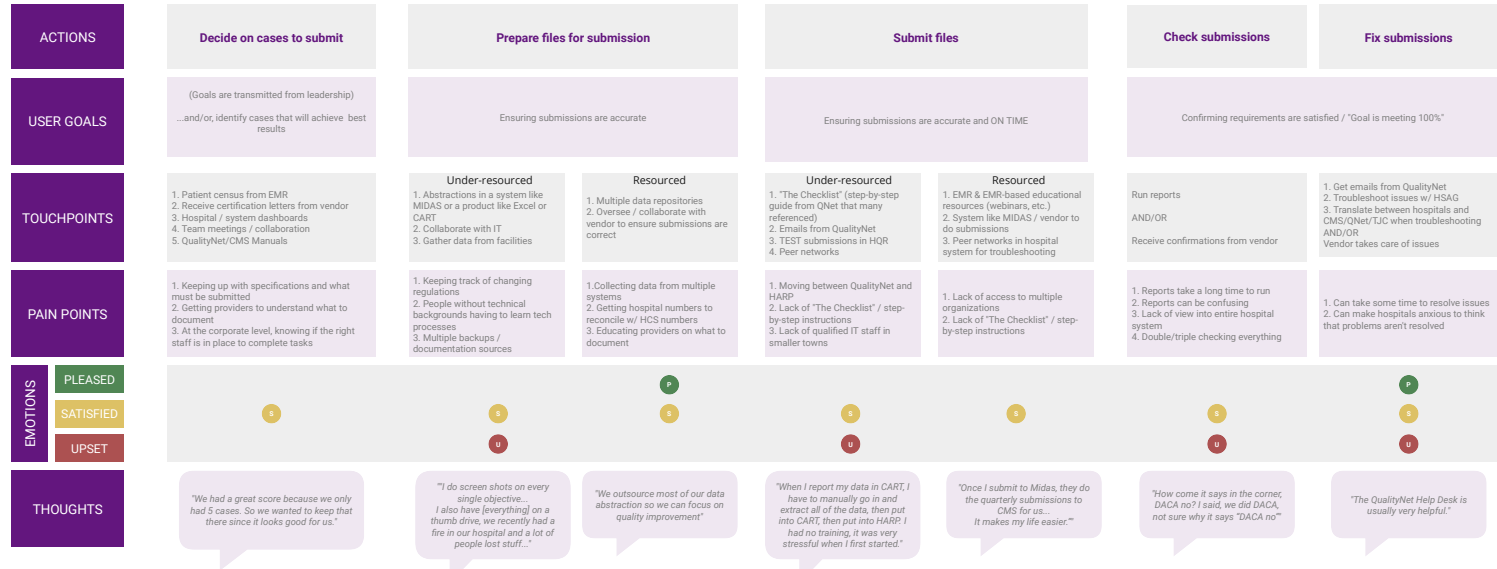 ACTIONS
Decide on cases to submit
Prepare files for submission
Submit files
Check submissions
Fix submissions
USER GOALS
(Goals are transmitted from leadership)
...and/or, identify cases that will achieve best
results
Ensuring submissions are accurate
Ensuring submissions are accurate and ON TIME
Confirming requirements are satisfied / "Goal is meeting 100%"
TOUCHPOINTS
1. Patient census from EMR
2. Receive certification letters from vendor
3. Hospital / system dashboards
4. Team meetings / collaboration
5. QualityNet/CMS Manuals
Under-resourced
1. Abstractions in a system like
MIDAS or a product like Excel or
CART
2. Collaborate with IT
3. Gather data from facilities
Resourced
1. Multiple data repositories
2. Oversee / collaborate with
vendor to ensure submissions are
correct
Under-resourced
1. "The Checklist" (step-by-step
guide from QNet that many
referenced)
2. Emails from QualityNet
3. TEST submissions in HQR
4. Peer networks
Resourced
1. EMR & EMR-based educational
resources (webinars, etc.)
2. System like MIDAS / vendor to
do submissions
3. Peer networks in hospital
system for troubleshooting
Run reports
AND/OR
Receive confirmations from vendor
1. Get emails from QualityNet
2. Troubleshoot issues w/ HSAG
3. Translate between hospitals and
CMS/QNet/TJC when troubleshooting
AND/OR
Vendor takes care of issues
PAIN POINTS
1. Keeping up with specifications and what
must be submitted
2. Getting providers to understand what to
document
3. At the corporate level, knowing if the right
staff is in place to complete tasks
1. Keeping track of changing
regulations
2. People without technical
backgrounds having to learn tech
processes
3. Multiple backups /
documentation sources
1.Collecting data from multiple
systems
2. Getting hospital numbers to
reconcile w/ HCS numbers
3. Educating providers on what to
document
1. Moving between QualityNet and
HARP
2. Lack of "The Checklist" / step-
by-step instructions
3. Lack of qualified IT staff in
smaller towns
1. Lack of access to multiple
organizations
2. Lack of "The Checklist" / step-
by-step instructions
1. Reports take a long time to run
2. Reports can be confusing
3. Lack of view into entire hospital
system
4. Double/triple checking everything
1. Can take some time to resolve issues
2. Can make hospitals anxious to think
that problems aren't resolved
EMOTIONS
PLEASED
P
P
SATISFIED
S
S
S
S
S
S
S
UPSET
U
U
U
U
THOUGHTS
"We had a great score because we only
had 5 cases. So we wanted to keep that
there since it looks good for us."
""I do screen shots on every
single objective...
I also have [everything] on a
thumb drive, we recently had a
fire in our hospital and a lot of
people lost stuff..."
"We outsource most of our data
abstraction so we can focus on
quality improvement"
"When I report my data in CART, I
have to manually go in and
extract all of the data, then put
into CART, then put into HARP. I
had no training, it was very
stressful when I first started."
"Once I submit to Midas, they do
the quarterly submissions to
CMS for us...
It makes my life easier.""
"How come it says in the corner,
DACA no? I said, we did DACA,
not sure why it says "DACA no""
"The QualityNet Help Desk is
usually very helpful."